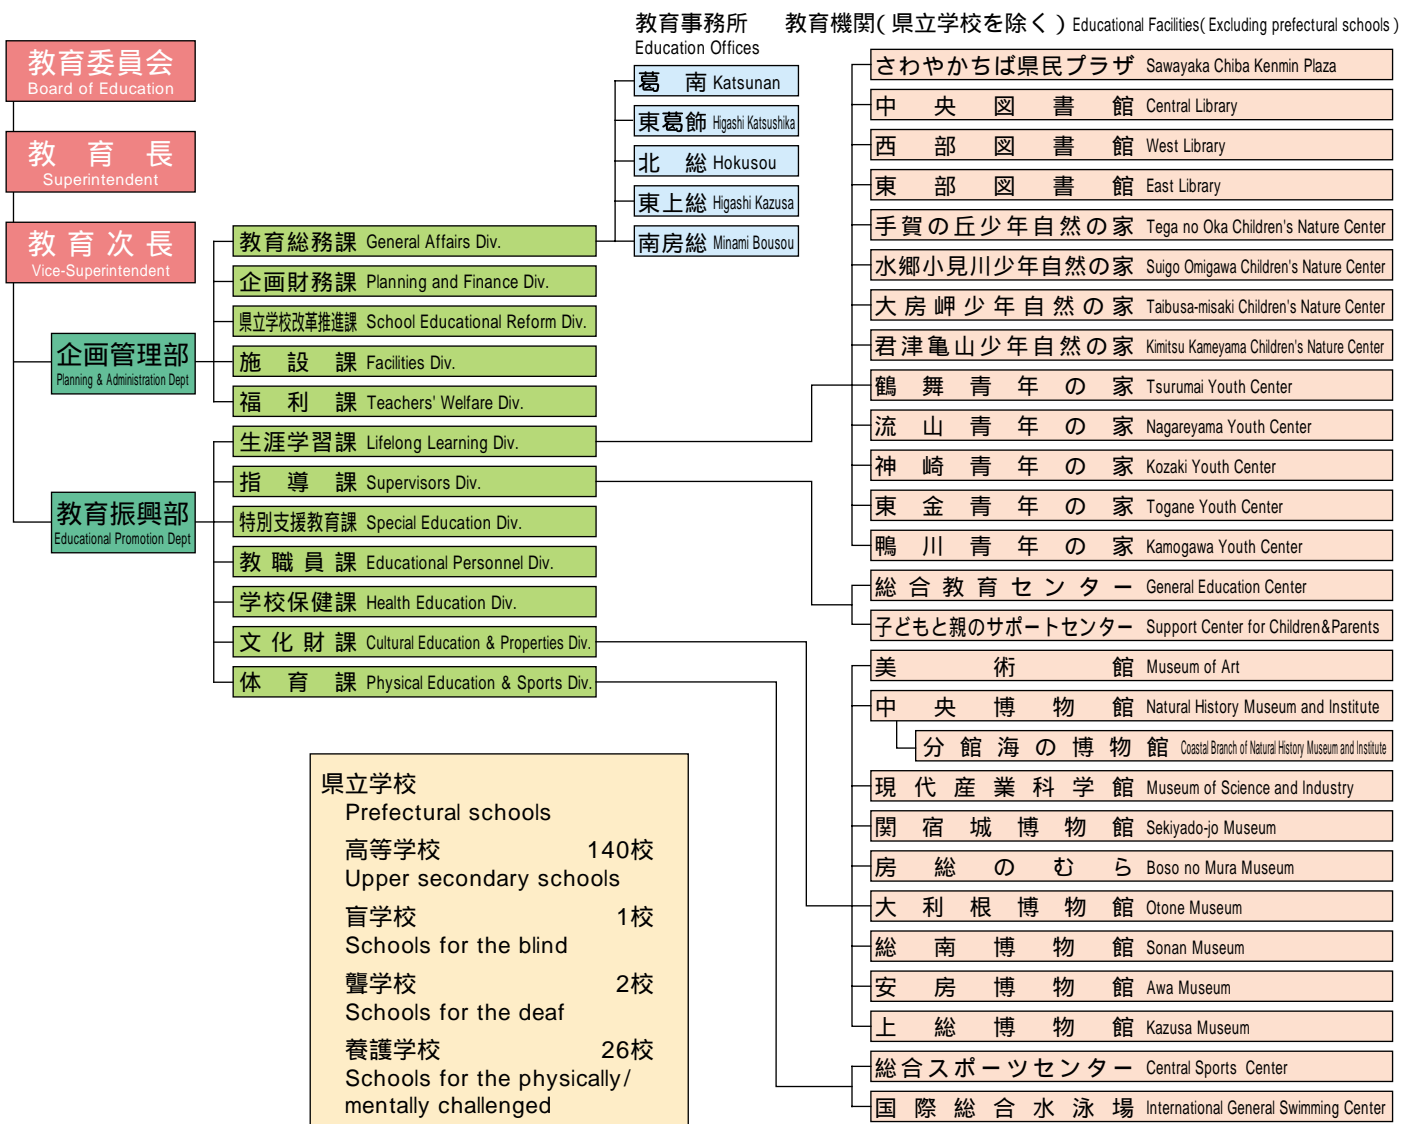 教育事務所
Education Offices
教育機関(県立学校を除く) Educational Facilities(Excluding prefectural schools)
教育委員会
Board of Education
教育長
Superintendent
教育次長
Vice-Superintendent
企画管理部
Planning & Administration Dept
教育振興部
Educational Promotion Dept
教育総務課 General Affairs Div.
企画財務課 Planning and Finance Div.
県立学校改革推進課 School Educational Reform Div.
施設課 Facilities Div.
福利課 Teachers' Welfare Div.
生涯学習課 Lifelong Learning Div.
指導課 Supervisors Div.
特別支援教育課 Special Education Div.
教職員課 Educational Personnel Div.
学校保健課 Health Education Div.
文化財課 Cultural Education & Properties Div.
体育課 Physical Education & Sports Div.
葛南 Katsunan
東葛飾 Higashi Katsushika
北総 Hokusou
東上総 Higashi Kazusa
南房総 Minami Bousou
さわやかちば県民プラザ Sawayaka Chiba Kenmin Plaza
中央図書館 Central Library
西部図書館 West Library
東部図書館 East Library
手賀の丘少年自然の家 Tega no Oka Children's Nature Center
水郷小見川少年自然の家 Suigo Omigawa Children's Nature Center
大房岬少年自然の家 Taibusa-misaki Children's Nature Center
君津亀山少年自然の家 Kimitsu Kameyama Children's Nature Center
鶴舞青年の家 Tsurumai Youth Center
流山青年の家 Nagareyama Youth Center
神崎青年の家 Kozaki Youth Center
東金青年の家 Togane Youth Center
鴨川青年の家 Kamogawa Youth Center
総合教育センター General Education Center
子どもと親のサポートセンター Support Center for Children&Parents
美術館 Museum of Art
中央博物館 Natural History Museum and Institute
分館海の博物館 Coastal Branch of Natural History Museum and Institute
現代産業科学館 Museum of Science and Industry
関宿城博物館 Sekiyado-jo Museum
房総のむら Boso no Mura Museum
大利根博物館 Otone Museum
総南博物館 Sonan Museum
安房博物館 Awa Museum
上総博物館 Kazusa Museum
総合スポーツセンター Central Sports Center
国際総合水泳場 International General Swimming Center
県立学校
Prefectural schools
高等学校 140校
Upper secondary schools
盲学校 1校
Schools for the blind
聾学校 2校
Schools for the deaf
養護学校 26校
Schools for the physically/
mentally challenged